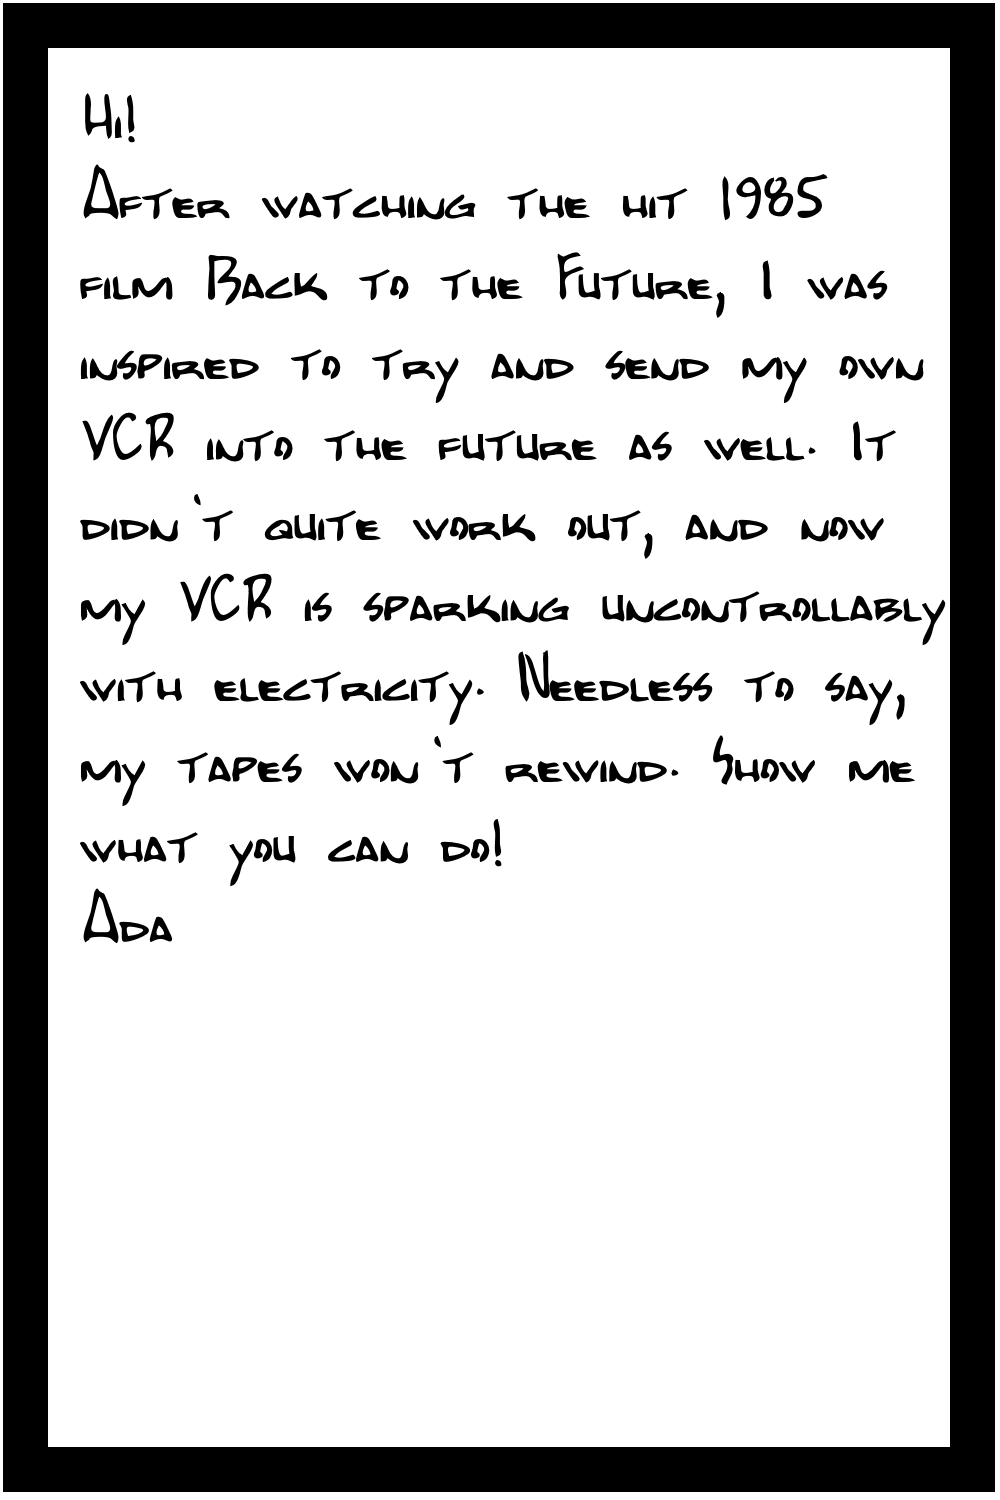 Hi!
After watching the hit 1985
film Back to the Future, I was
inspired to try and send my own
VCR into the future as well. It
didn't quite work out, and now
my VCR is sparking uncontrollably
with electricity. Needless to say,
my tapes won't rewind. Show me
what you can do!
Ada